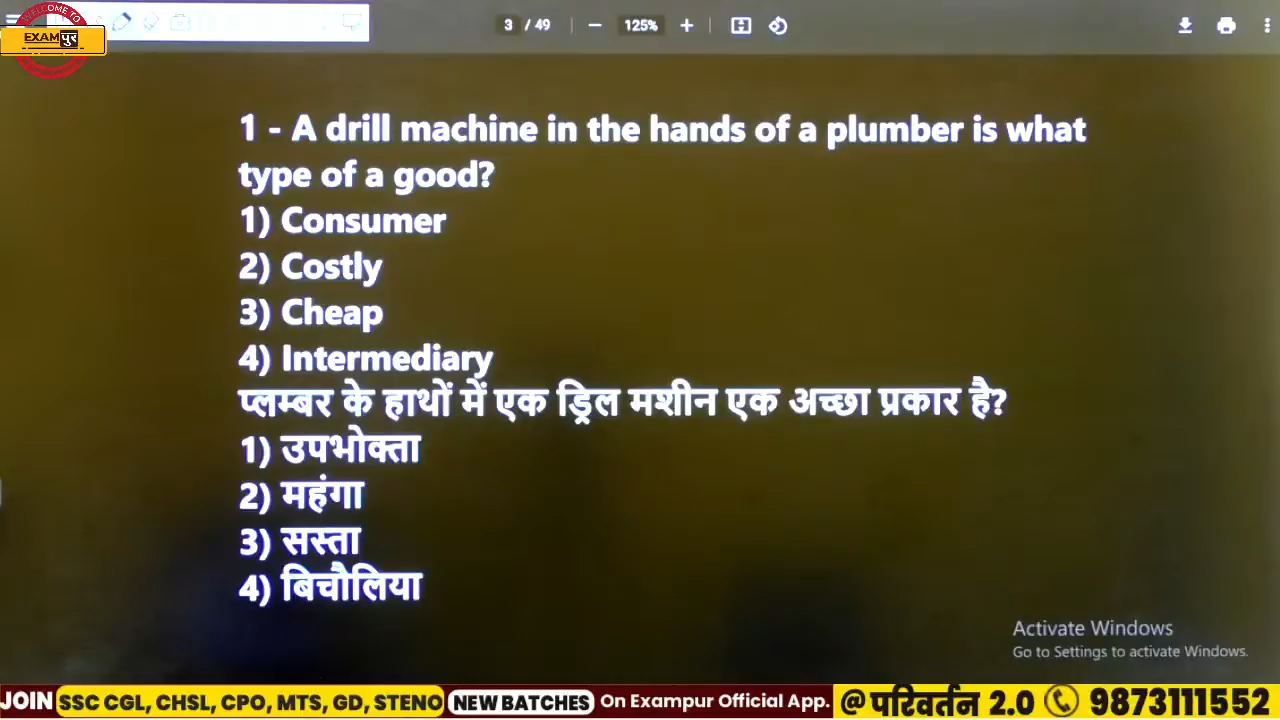 WELCOME TO
EXAMपुर
3 / 49
125%
1 - A drill machine in the hands of a plumber is what
type of a good?
1) Consumer
2) Costly
3) Cheap
4) Intermediary
प्लम्बर के हाथों में एक ड्रिल मशीन एक अच्छा प्रकार है?
1) उपभोक्ता
2) महंगा
3) सस्ता
4) बिचौलिया
Activate Windows
Go to Settings to activate Windows.
JOIN SSC CGL, CHSL, CPO, MTS, GD, STENO NEW BATCHES On Exampur Official App. @परिवर्तन 2.0 9873111552